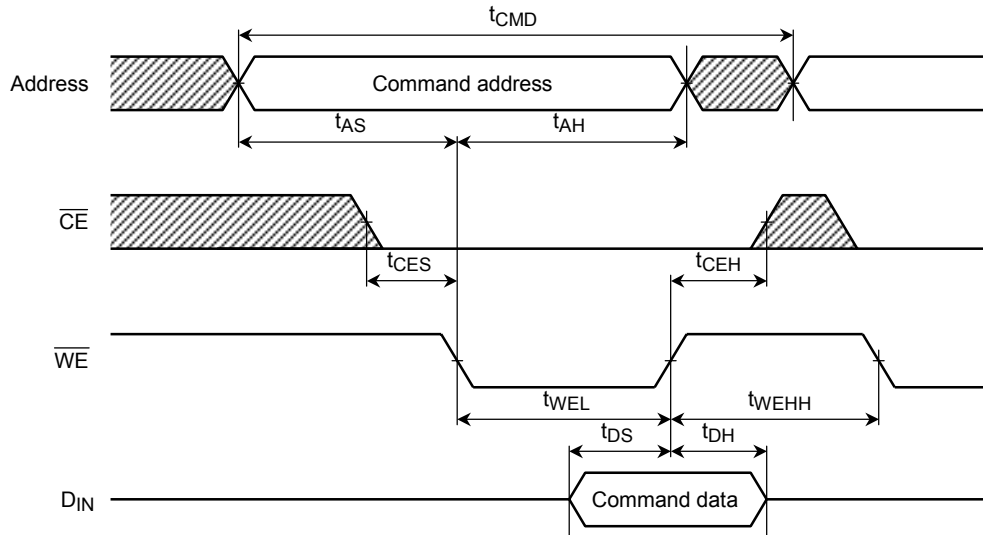 tCMD
Address
Command address
tAS
tAH
CE
tCES
tCEH
WE
tWEL
tWEHH
tDS
tDH
DIN
Command data